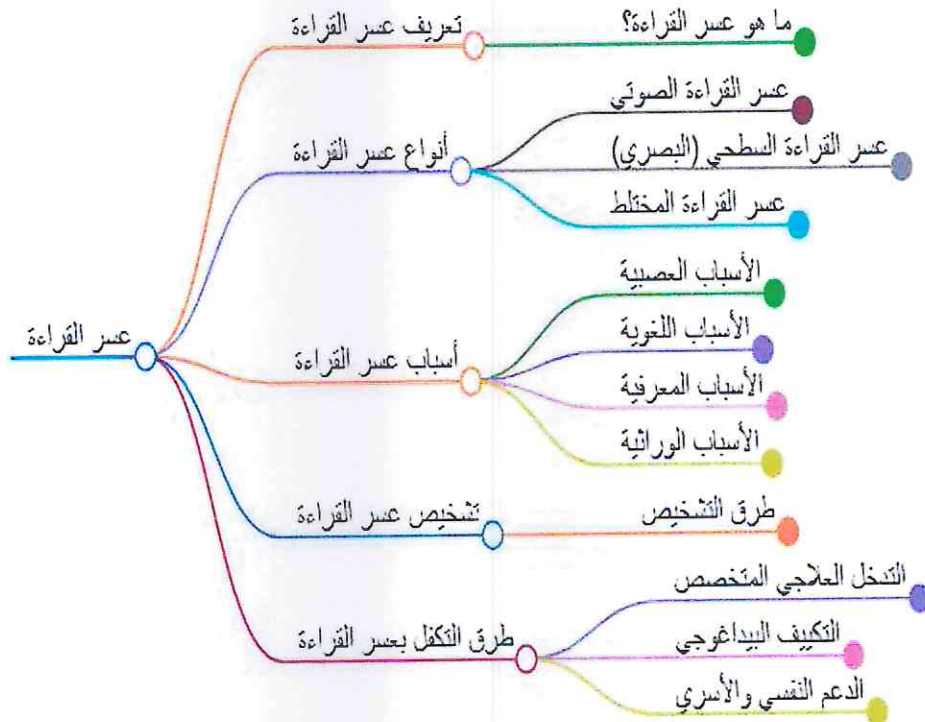 عسر القراءة
تعريف عسر القراءة
ما هو عسر القراءة؟
أنواع عسر القراءة
عسر القراءة الصوتي
عسر القراءة السطحي (البصري)
عسر القراءة المختلط
أسباب عسر القراءة
الأسباب العصبية
الأسباب اللغوية
الأسباب المعرفية
الأسباب الوراثية
تشخيص عسر القراءة
طرق التشخيص
طرق التكفل بعسر القراءة
التدخل العلاجي المتخصص
التكييف البيداغوجي
الدعم النفسي والأسري